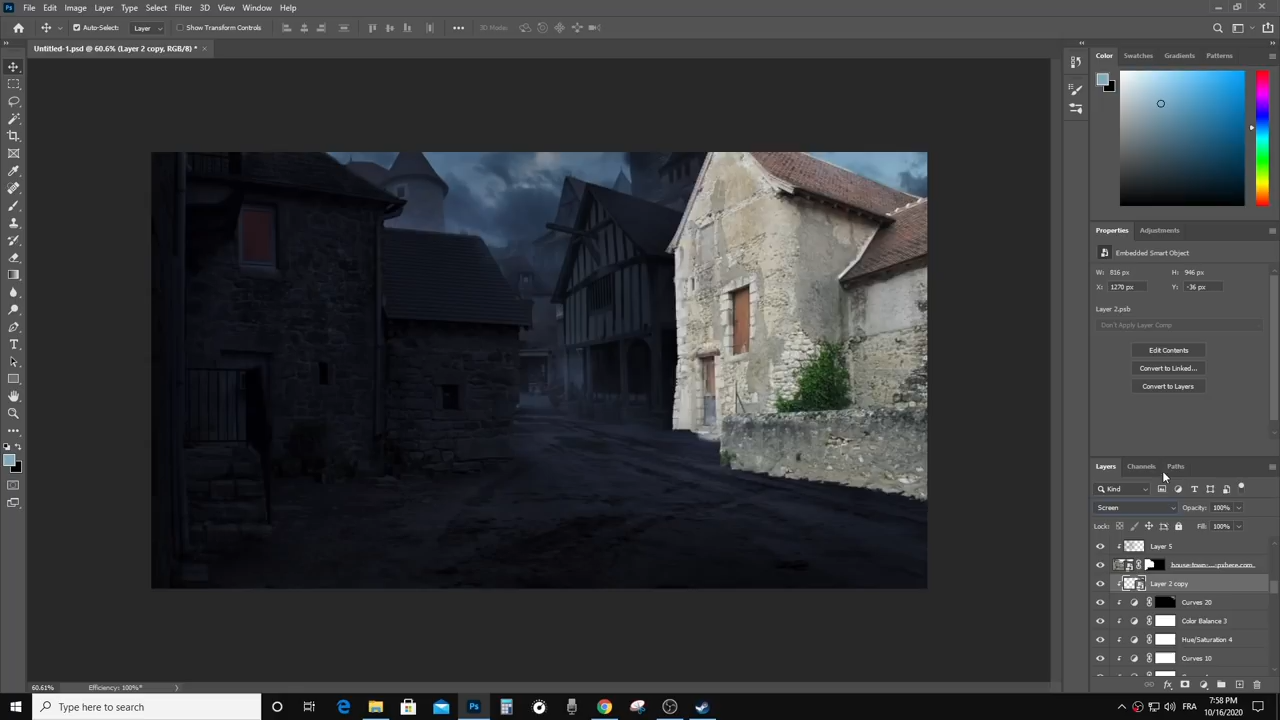 Ps File Edit Image Layer Type Select Filter 3D View Window Help
Auto-Select: Layer Show Transform Controls 3D Mode:
Untitled-1.psd @ 60.6% (Layer 2 copy, RGB/8) *
Color Swatches Gradients Patterns
Properties Adjustments
Embedded Smart Object
W: 816 px H: 946 px
X: 1270 px Y: -36 px
Layer 2.psb
Don't Apply Layer Comp
Edit Contents
Convert to Linked...
Convert to Layers
Layers Channels Paths
Kind
Screen Opacity: 100%
Lock: Fill: 100%
Layer 5
Layer 2 copy
Curves 20
Color Balance 3
Hue/Saturation 4
Curves 10
60.61% Efficiency: 100%*
Type here to search
Ps
FRA
7:58 PM
10/16/2020